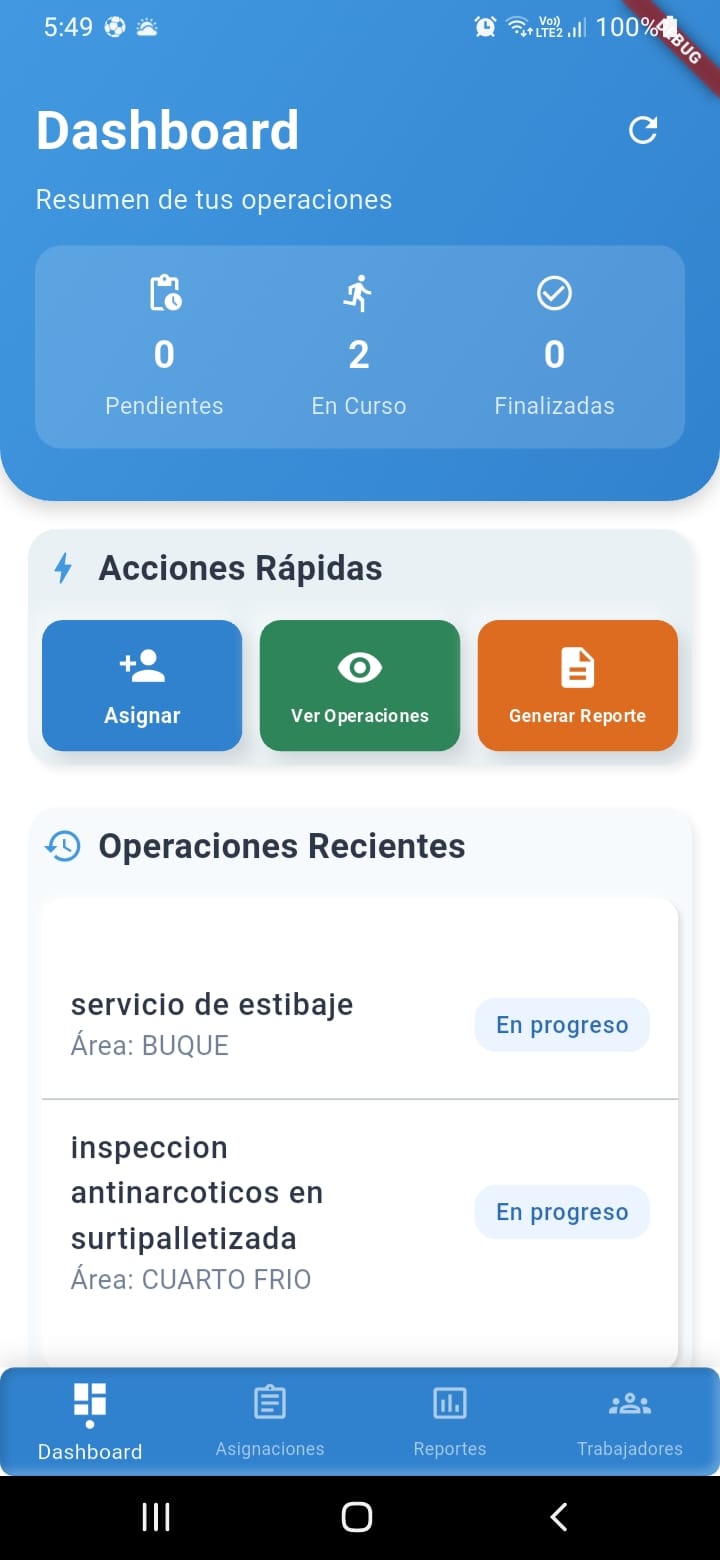 5:49
Vo))
LTE2
100%
Dashboard
Resumen de tus operaciones
0
2
0
Pendientes
En Curso
Finalizadas
Acciones Rápidas
Asignar
Ver Operaciones
Generar Reporte
Operaciones Recientes
servicio de estibaje
Área: BUQUE
En progreso
inspeccion
antinarcoticos en
surtipalletizada
Área: CUARTO FRIO
En progreso
Dashboard
Asignaciones
Reportes
Trabajadores